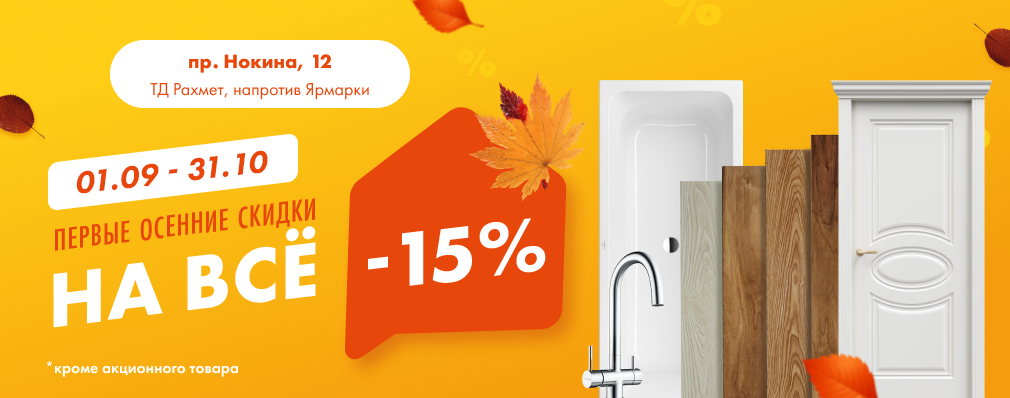 пр. Нокина, 12
ТД Рахмет, напротив Ярмарки
01.09 - 31.10
ПЕРВЫЕ ОСЕННИЕ СКИДКИ
НА ВСЁ
-15%
*кроме акционного товара
%
%